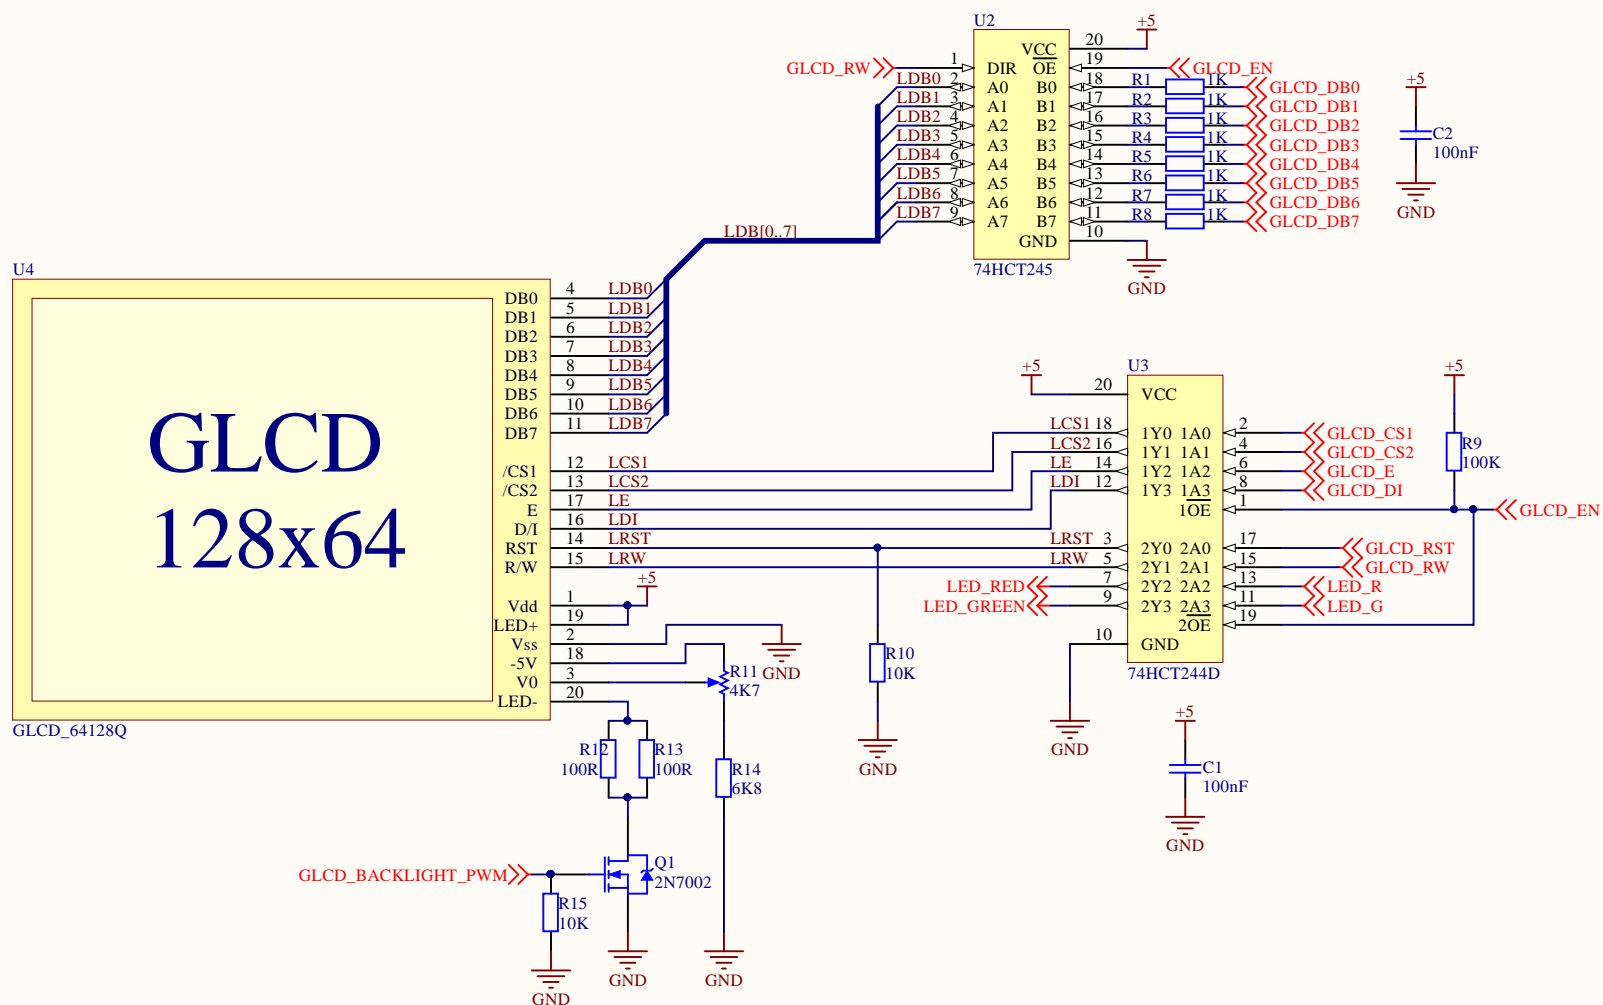 U2
+5
VCC 20
GLCD_RW 1 DIR OE 19 GLCD_EN
LDB0 2 A0 B0 18 R1 1K GLCD_DB0
LDB1 3 A1 B1 17 R2 1K GLCD_DB1
LDB2 4 A2 B2 16 R3 1K GLCD_DB2
LDB3 5 A3 B3 15 R4 1K GLCD_DB3
LDB4 6 A4 B4 14 R5 1K GLCD_DB4
LDB5 7 A5 B5 13 R6 1K GLCD_DB5
LDB6 8 A6 B6 12 R7 1K GLCD_DB6
LDB7 9 A7 B7 11 R8 1K GLCD_DB7
GND 10
74HCT245
GND
+5
C2
100nF
GND
LDB[0..7]
U4
GLCD
128x64
DB0 4 LDB0
DB1 5 LDB1
DB2 6 LDB2
DB3 7 LDB3
DB4 8 LDB4
DB5 9 LDB5
DB6 10 LDB6
DB7 11 LDB7
/CS1 12 LCS1
/CS2 13 LCS2
E 17 LE
D/I 16 LDI
RST 14 LRST
R/W 15 LRW
+5
Vdd 1
LED+ 19
Vss 2
-5V 18
V0 3
LED- 20
GLCD_64128Q
GND
R11
4K7
R12
100R
R13
100R
R14
6K8
GLCD_BACKLIGHT_PWM
Q1
2N7002
R15
10K
GND
GND
GND
R10
10K
GND
U3
+5
20 VCC
LCS1 18 1Y0 1A0 2 GLCD_CS1
LCS2 16 1Y1 1A1 4 GLCD_CS2
LE 14 1Y2 1A2 6 GLCD_E
LDI 12 1Y3 1A3 8 GLCD_DI
1OE 1 GLCD_EN
LRST 3 2Y0 2A0 17 GLCD_RST
LRW 5 2Y1 2A1 15 GLCD_RW
LED_RED 7 2Y2 2A2 13 LED_R
LED_GREEN 9 2Y3 2A3 11 LED_G
2OE 19
10 GND
74HCT244D
GND
+5
R9
100K
+5
C1
100nF
GND